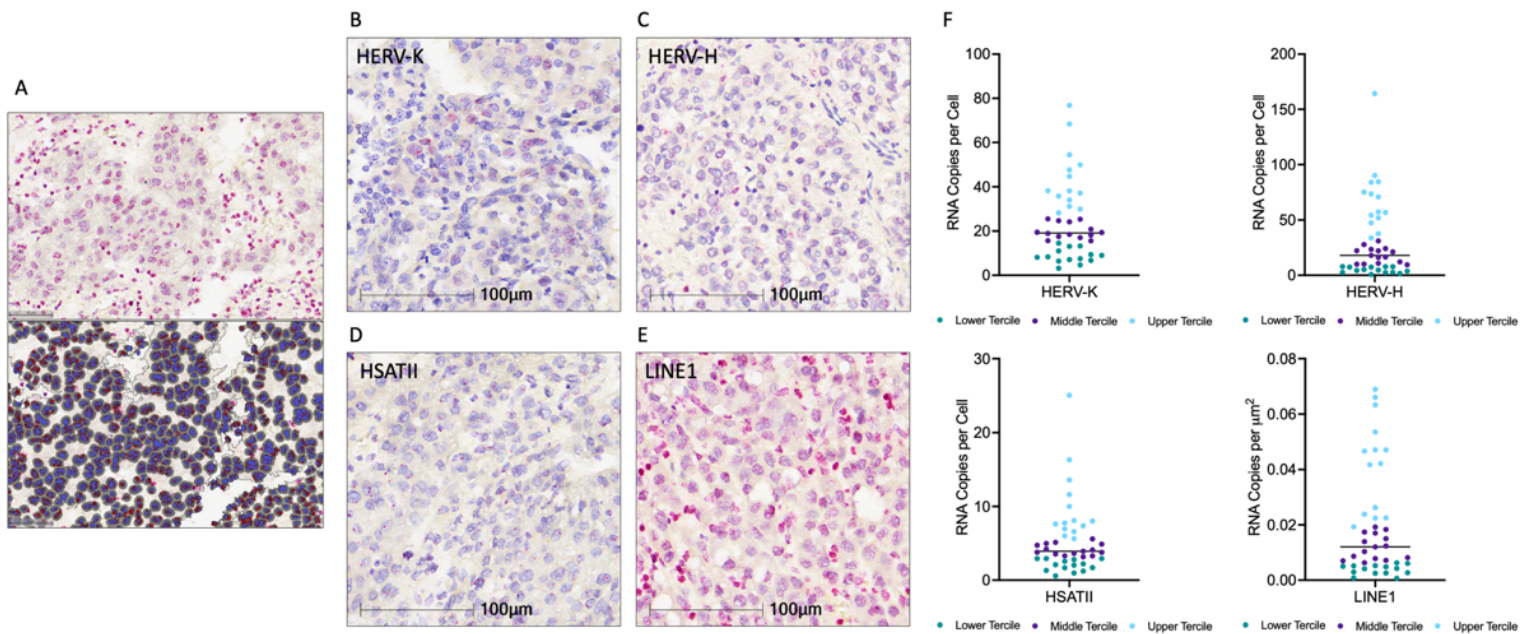 A
B
HERV-K
100µm
C
HERV-H
100µm
D
HSATII
100µm
E
LINE1
100µm
F
RNA Copies per Cell
100
80
60
40
20
0
HERV-K
Lower Tercile Middle Tercile Upper Tercile
RNA Copies per Cell
200
150
100
50
0
HERV-H
Lower Tercile Middle Tercile Upper Tercile
RNA Copies per Cell
30
20
10
0
HSATII
Lower Tercile Middle Tercile Upper Tercile
RNA Copies per µm²
0.08
0.06
0.04
0.02
0.00
LINE1
Lower Tercile Middle Tercile Upper Tercile